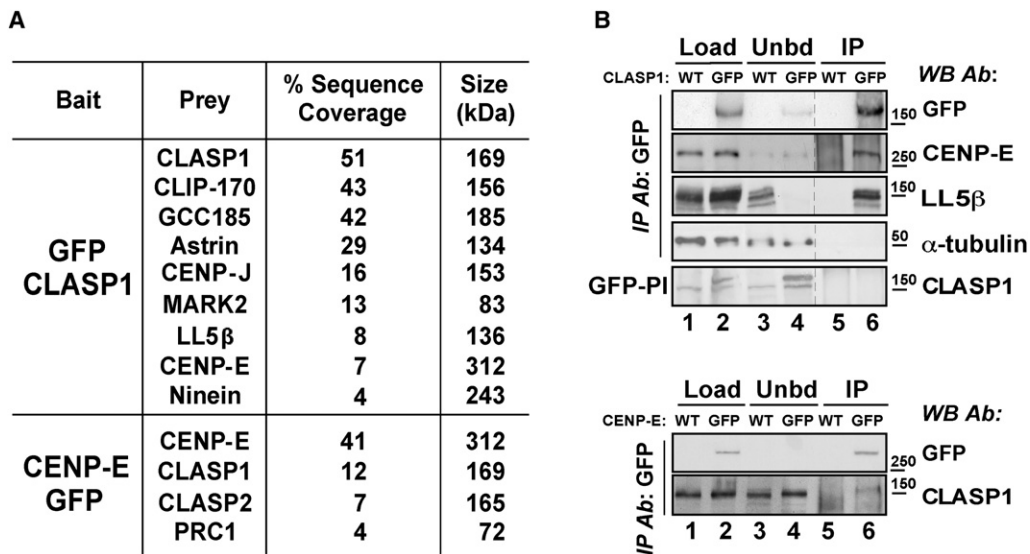 A
Bait Prey % Sequence Coverage Size (kDa)
GFP CLASP1
CLASP1 51 169
CLIP-170 43 156
GCC185 42 185
Astrin 29 134
CENP-J 16 153
MARK2 13 83
LL5β 8 136
CENP-E 7 312
Ninein 4 243
CENP-E GFP
CENP-E 41 312
CLASP1 12 169
CLASP2 7 165
PRC1 4 72
B
Load Unbd IP
CLASP1: WT GFP WT GFP WT GFP WB Ab:
IP Ab: GFP
150 GFP
250 CENP-E
150 LL5β
50 α-tubulin
GFP-PI 150 CLASP1
1 2 3 4 5 6
Load Unbd IP
CENP-E: WT GFP WT GFP WT GFP WB Ab:
IP Ab: GFP
250 GFP
150 CLASP1
1 2 3 4 5 6